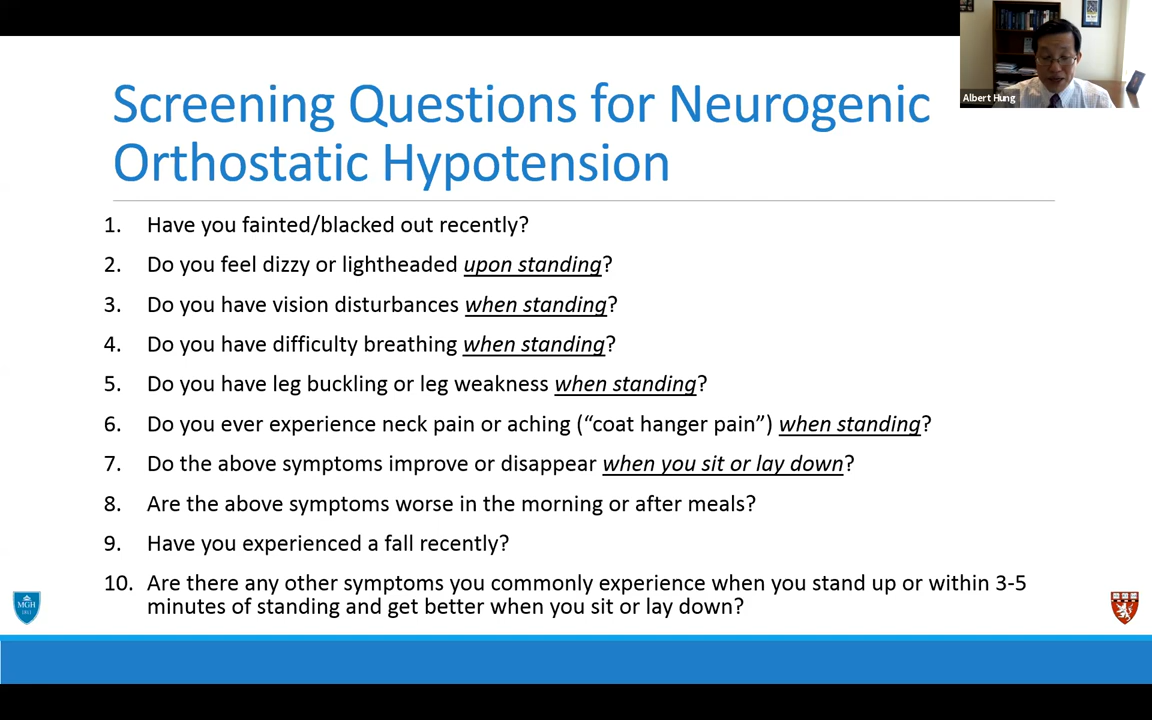 Screening Questions for Neurogenic
Orthostatic Hypotension
Albert Hung
1. Have you fainted/blacked out recently?
2. Do you feel dizzy or lightheaded upon standing?
3. Do you have vision disturbances when standing?
4. Do you have difficulty breathing when standing?
5. Do you have leg buckling or leg weakness when standing?
6. Do you ever experience neck pain or aching (“coat hanger pain”) when standing?
7. Do the above symptoms improve or disappear when you sit or lay down?
8. Are the above symptoms worse in the morning or after meals?
9. Have you experienced a fall recently?
10. Are there any other symptoms you commonly experience when you stand up or within 3-5
minutes of standing and get better when you sit or lay down?
MGH
1811